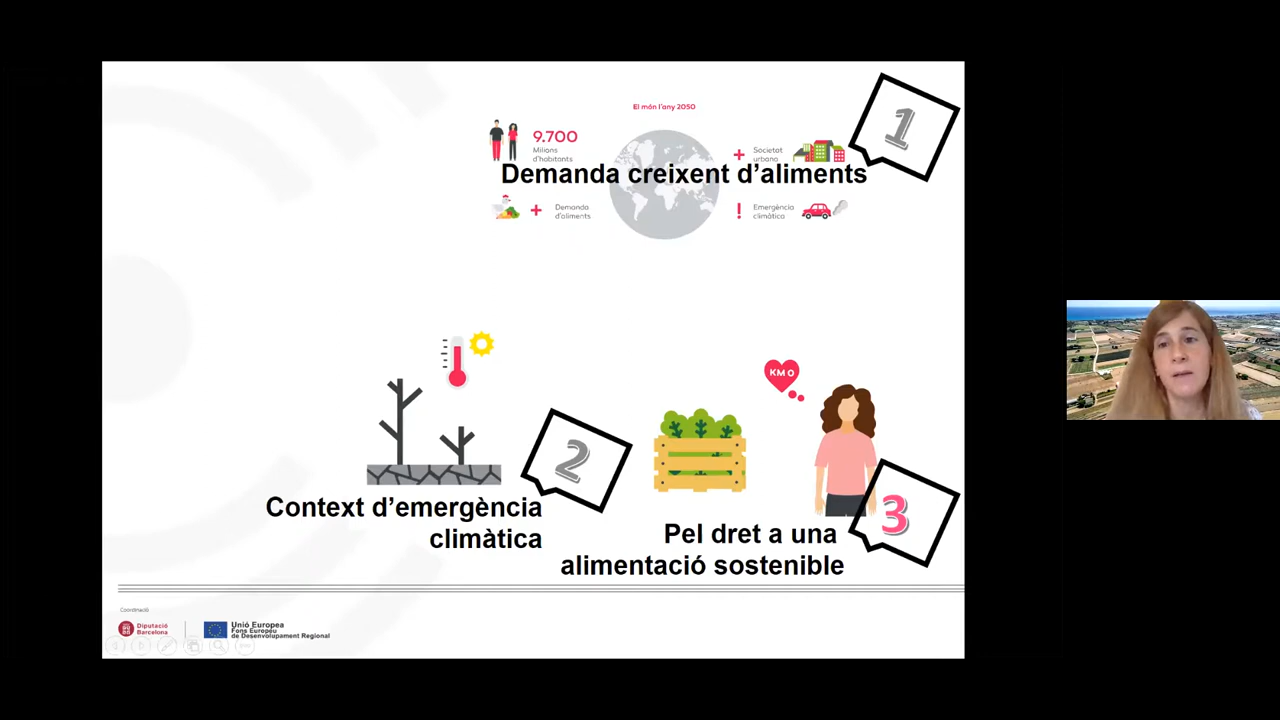 El món l'any 2050
1
9.700
Milions
d'habitants
+ Societat
urbana
Demanda creixent d'aliments
+ Demanda
d'aliments
! Emergència
climàtica
KM 0
2
Context d'emergència
climàtica
3
Pel dret a una
alimentació sostenible
Coordinació
Diputació
Barcelona
Unió Europea
Fons Europeu
de Desenvolupament Regional